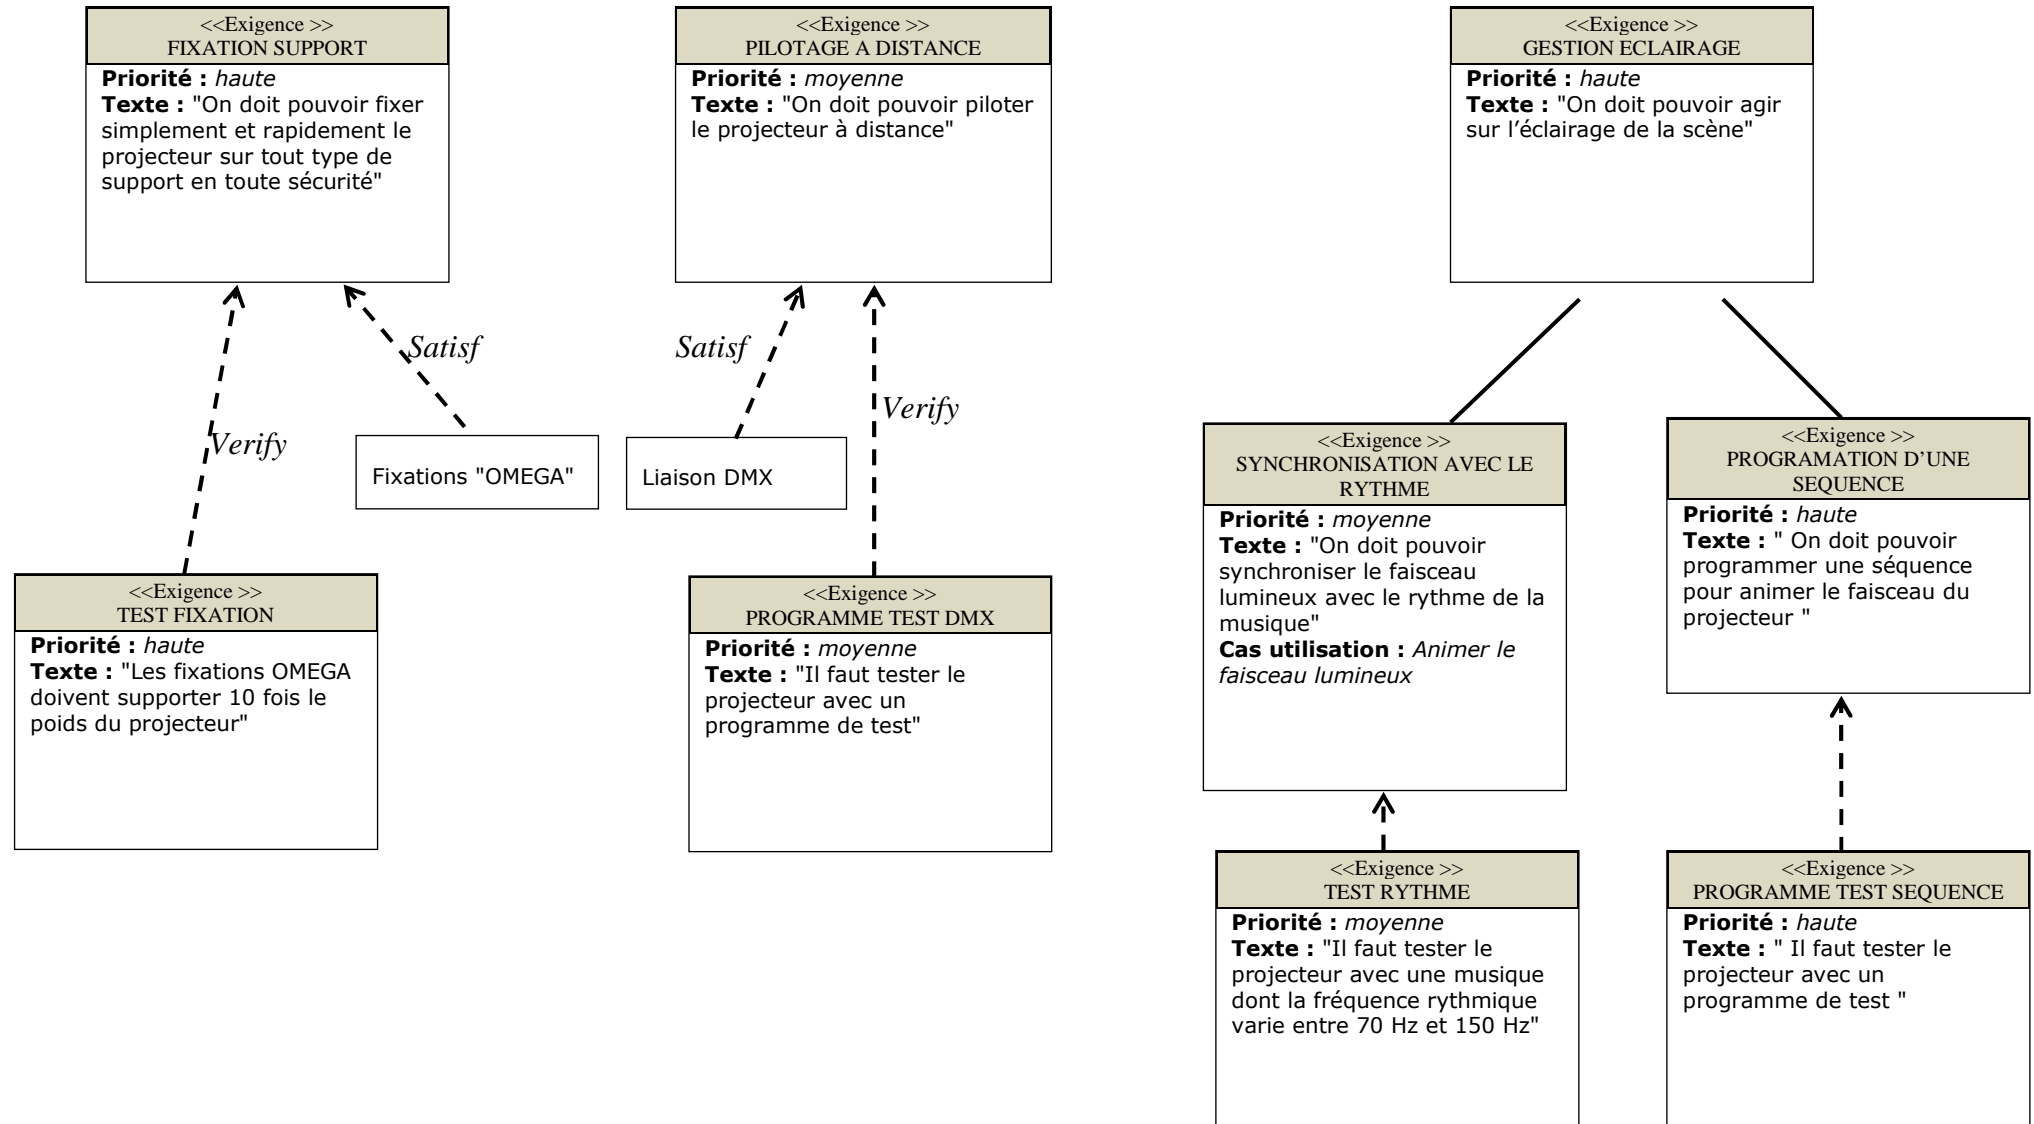 <<Exigence >>
FIXATION SUPPORT
Priorité : haute
Texte : "On doit pouvoir fixer
simplement et rapidement le
projecteur sur tout type de
support en toute sécurité"
<<Exigence >>
PILOTAGE A DISTANCE
Priorité : moyenne
Texte : "On doit pouvoir piloter
le projecteur à distance"
<<Exigence >>
GESTION ECLAIRAGE
Priorité : haute
Texte : "On doit pouvoir agir
sur l’éclairage de la scène"
Satisf
Verify
Fixations "OMEGA"
Satisf
Verify
Liaison DMX
<<Exigence >>
TEST FIXATION
Priorité : haute
Texte : "Les fixations OMEGA
doivent supporter 10 fois le
poids du projecteur"
<<Exigence >>
PROGRAMME TEST DMX
Priorité : moyenne
Texte : "Il faut tester le
projecteur avec un
programme de test"
<<Exigence >>
SYNCHRONISATION AVEC LE
RYTHME
Priorité : moyenne
Texte : "On doit pouvoir
synchroniser le faisceau
lumineux avec le rythme de la
musique"
Cas utilisation : Animer le
faisceau lumineux
<<Exigence >>
PROGRAMATION D’UNE
SEQUENCE
Priorité : haute
Texte : " On doit pouvoir
programmer une séquence
pour animer le faisceau du
projecteur "
<<Exigence >>
TEST RYTHME
Priorité : moyenne
Texte : "Il faut tester le
projecteur avec une musique
dont la fréquence rythmique
varie entre 70 Hz et 150 Hz"
<<Exigence >>
PROGRAMME TEST SEQUENCE
Priorité : haute
Texte : " Il faut tester le
projecteur avec un
programme de test "